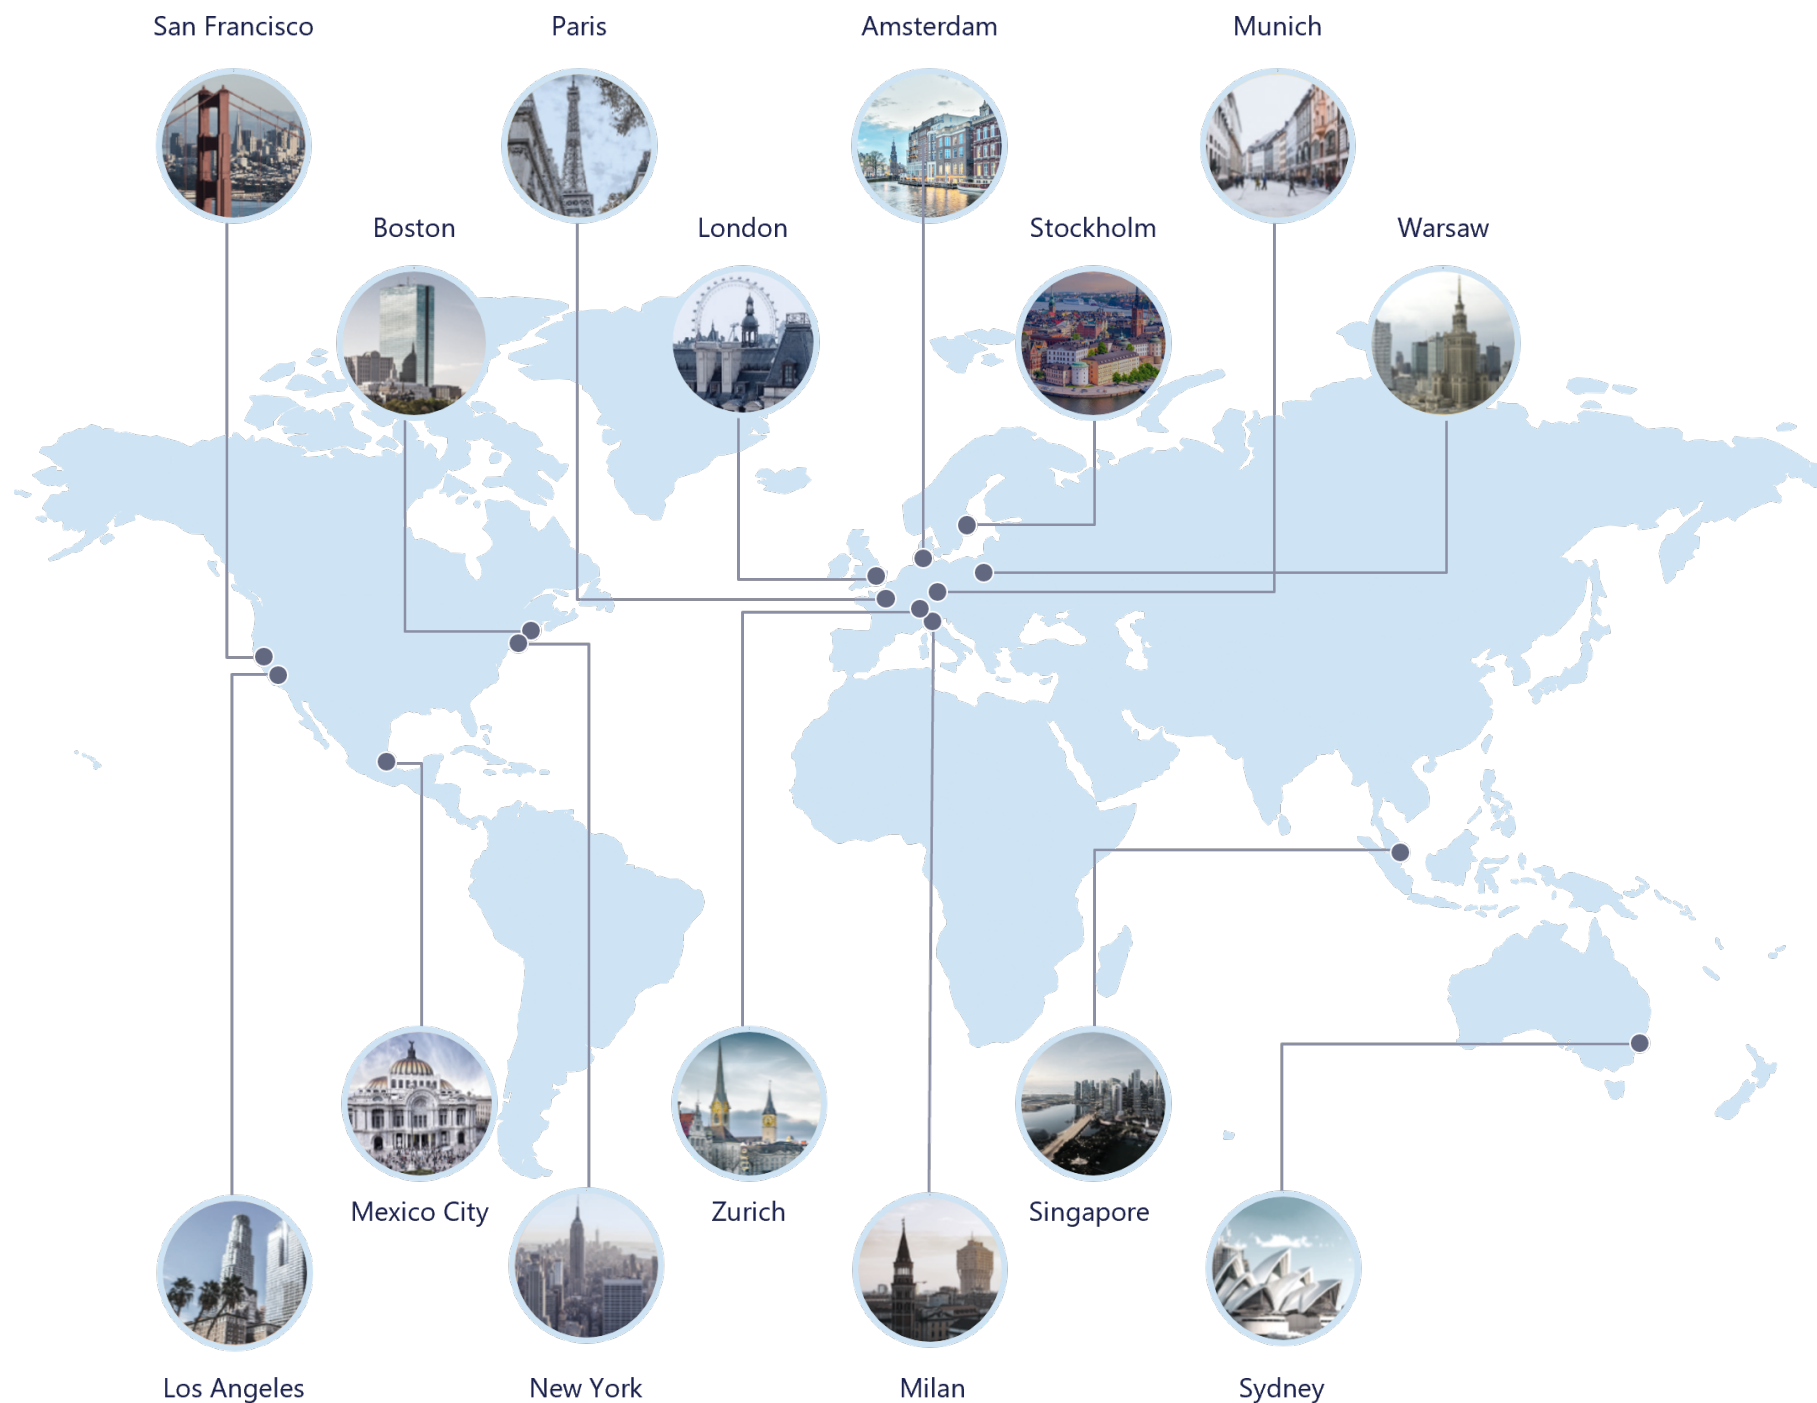 San Francisco
Paris
Amsterdam
Munich
Boston
London
Stockholm
Warsaw
Mexico City
Zurich
Singapore
Los Angeles
New York
Milan
Sydney